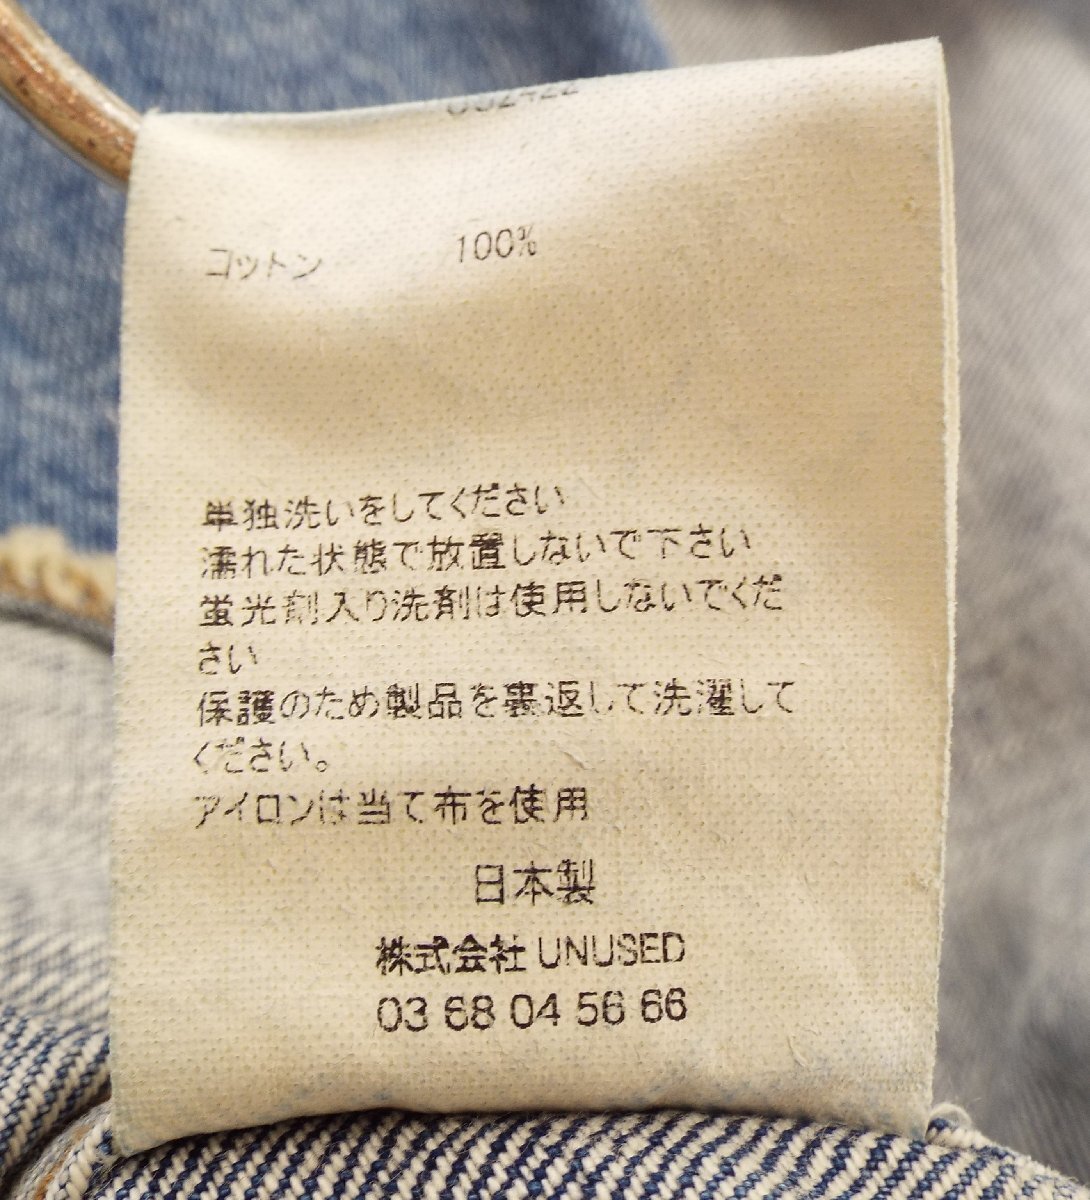 コットン 100%
単独洗いをしてください
濡れた状態で放置しないで下さい
蛍光剤入り洗剤は使用しないでくだ
さい
保護のため製品を裏返して洗濯して
ください。
アイロンは当て布を使用
日本製
株式会社 UNUSED
03 68 04 56 66